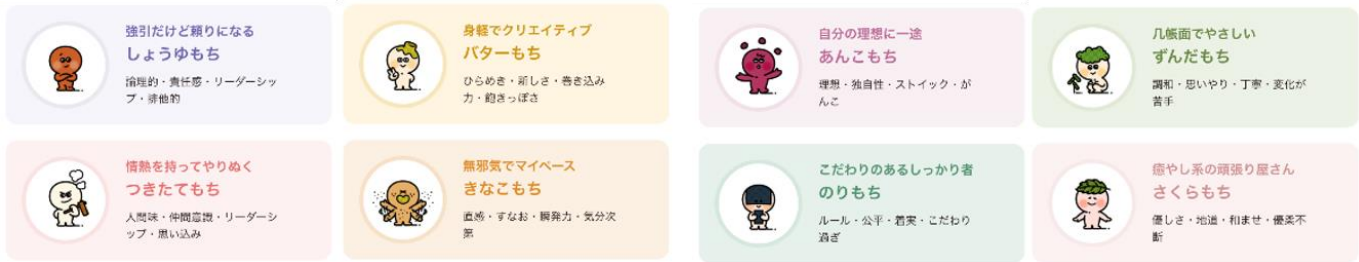 強引だけど頼りになる
しょうゆもち
論理的・責任感・リーダーシッ
プ・排他的
身軽でクリエイティブ
バターもち
ひらめき・新しさ・巻き込み
力・飽きっぽさ
自分の理想に一途
あんこもち
理想・独自性・ストイック・が
んこ
几帳面でやさしい
ずんだもち
調和・思いやり・丁寧・変化が
苦手
情熱を持ってやりぬく
つきたてもち
人間味・仲間意識・リーダーシ
ップ・思い込み
無邪気でマイペース
きなこもち
直感・すなお・瞬発力・気分次
第
こだわりのあるしっかり者
のりもち
ルール・公平・着実・こだわり
過ぎ
癒やし系の頑張り屋さん
さくらもち
優しさ・地道・和ませ・優柔不
断